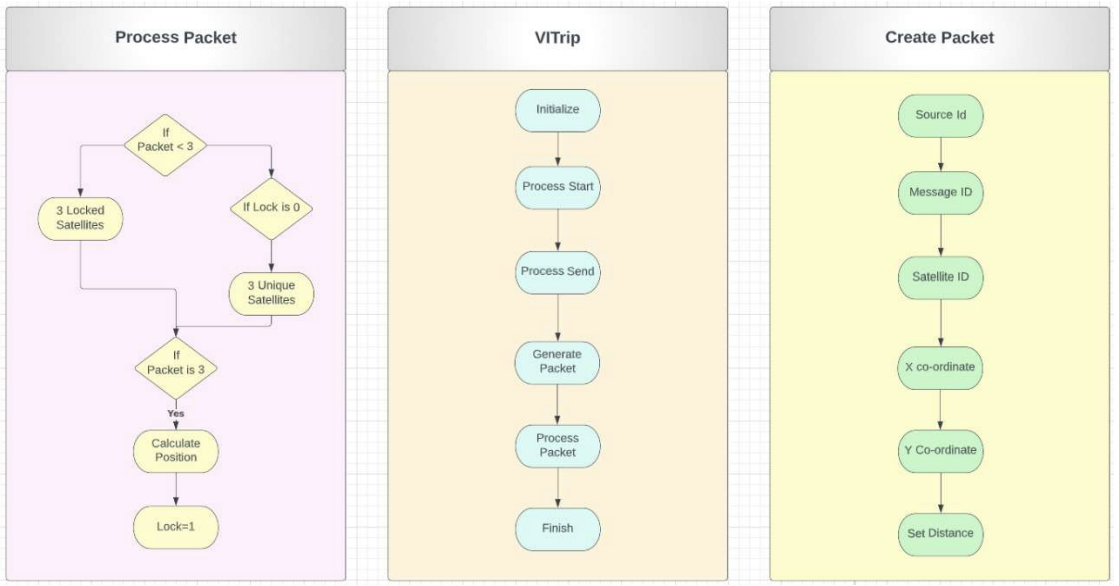 Process Packet
If
Packet < 3
3 Locked
Satellites
If Lock is 0
3 Unique
Satellites
If
Packet is 3
Yes
Calculate
Position
Lock=1
VITrip
Initialize
Process Start
Process Send
Generate
Packet
Process
Packet
Finish
Create Packet
Source Id
Message ID
Satellite ID
X co-ordinate
Y Co-ordinate
Set Distance